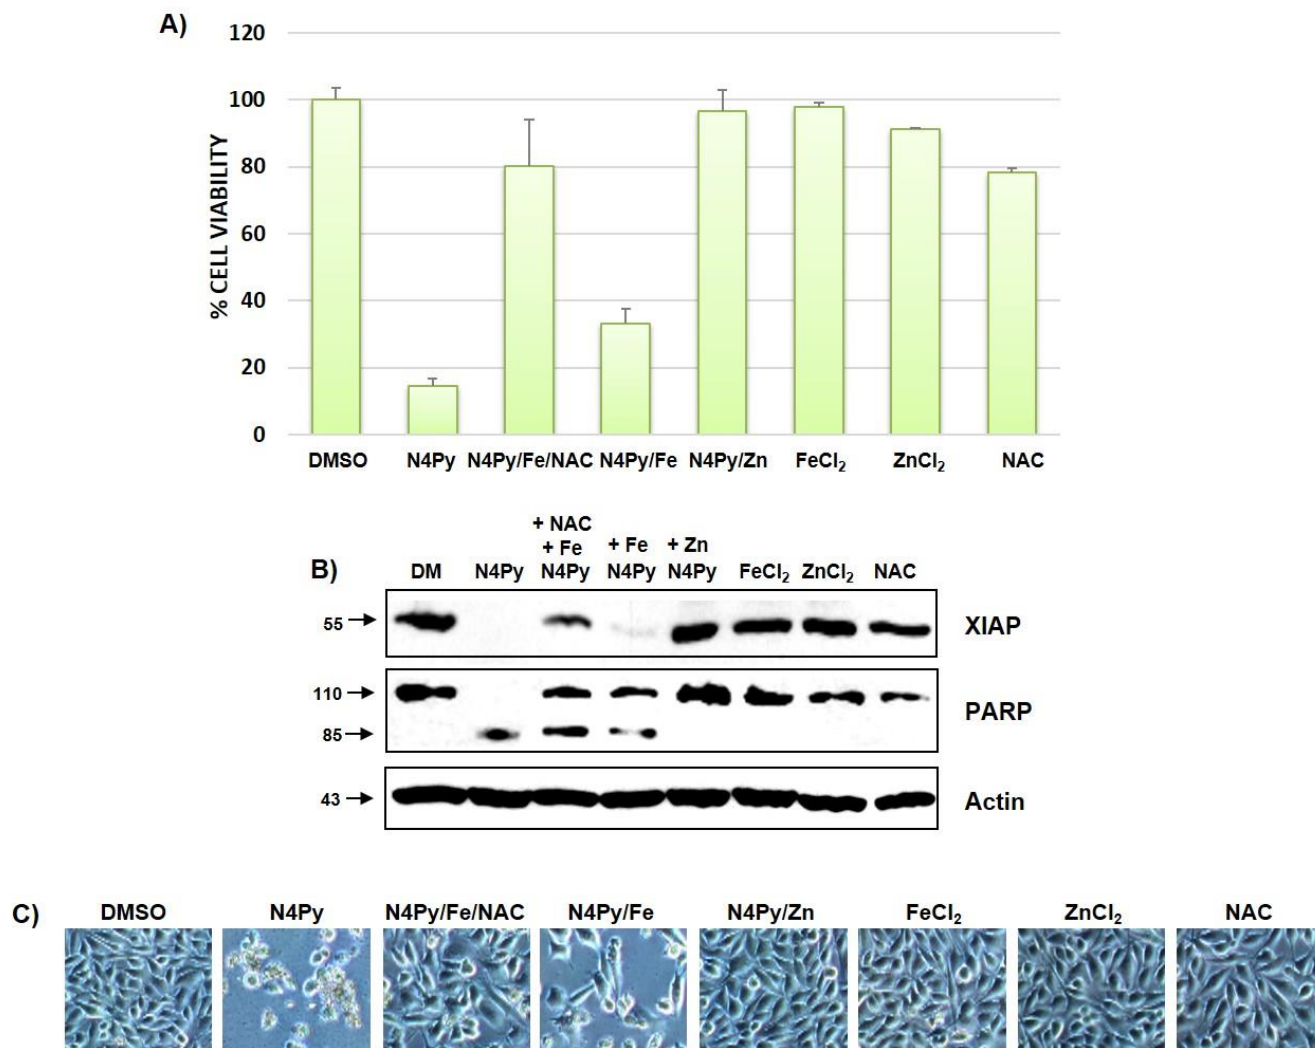 A)
120
100
80
60
40
20
0
% CELL VIABILITY
DMSO N4Py N4Py/Fe/NAC N4Py/Fe N4Py/Zn FeCl₂ ZnCl₂ NAC
+ NAC
+ Fe + Fe + Zn
B) DM N4Py N4Py N4Py N4Py FeCl₂ ZnCl₂ NAC
55 XIAP
110
PARP
85
43 Actin
C) DMSO N4Py N4Py/Fe/NAC N4Py/Fe N4Py/Zn FeCl₂ ZnCl₂ NAC